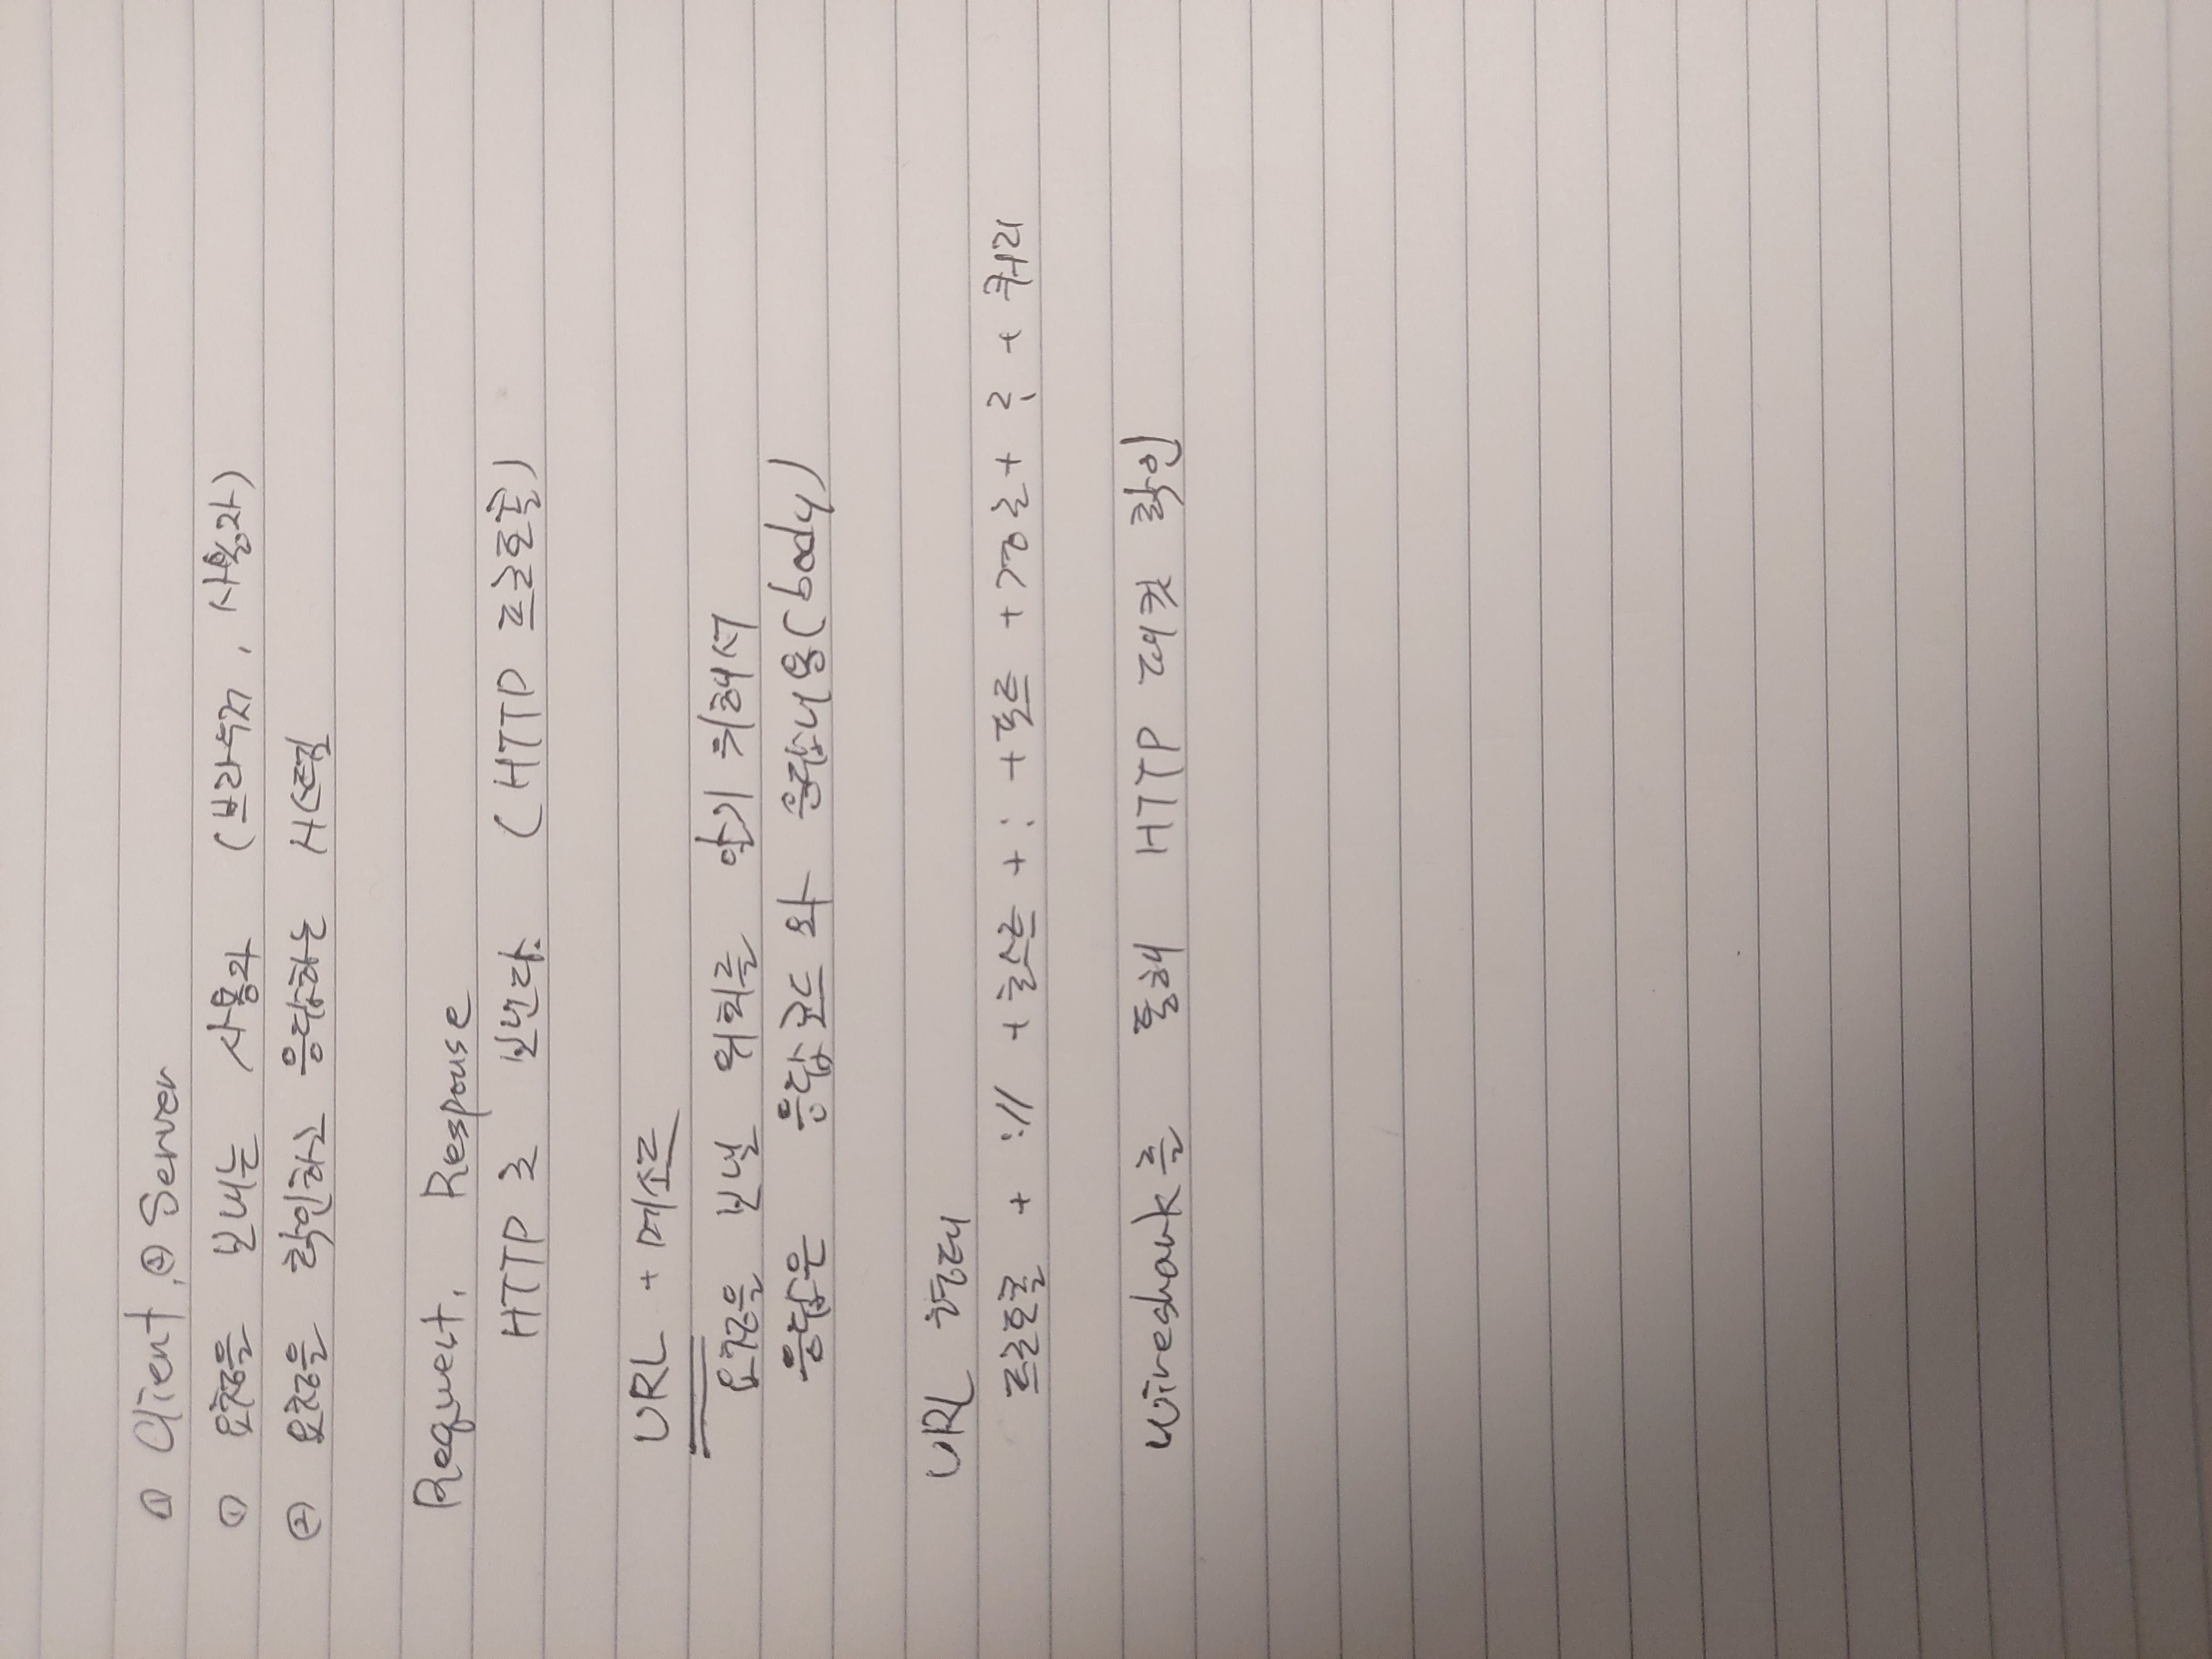 ① Client, ② Server
① 요청을 보내는 사용자 (브라우저, 사용자)
② 요청을 확인하고 응답하는 시스템
Request, Response
HTTP로 보낸다. (HTTP 프로토콜)
URL + 메소드
요청을 보낼 위치를 알기 위해서
응답은 응답코드와 응답내용(body)
URL 형태
프로토콜 + :// + 호스트 + : + 포트 + 경로 + ? + 쿼리
wireshark를 통해 HTTP 패킷 확인